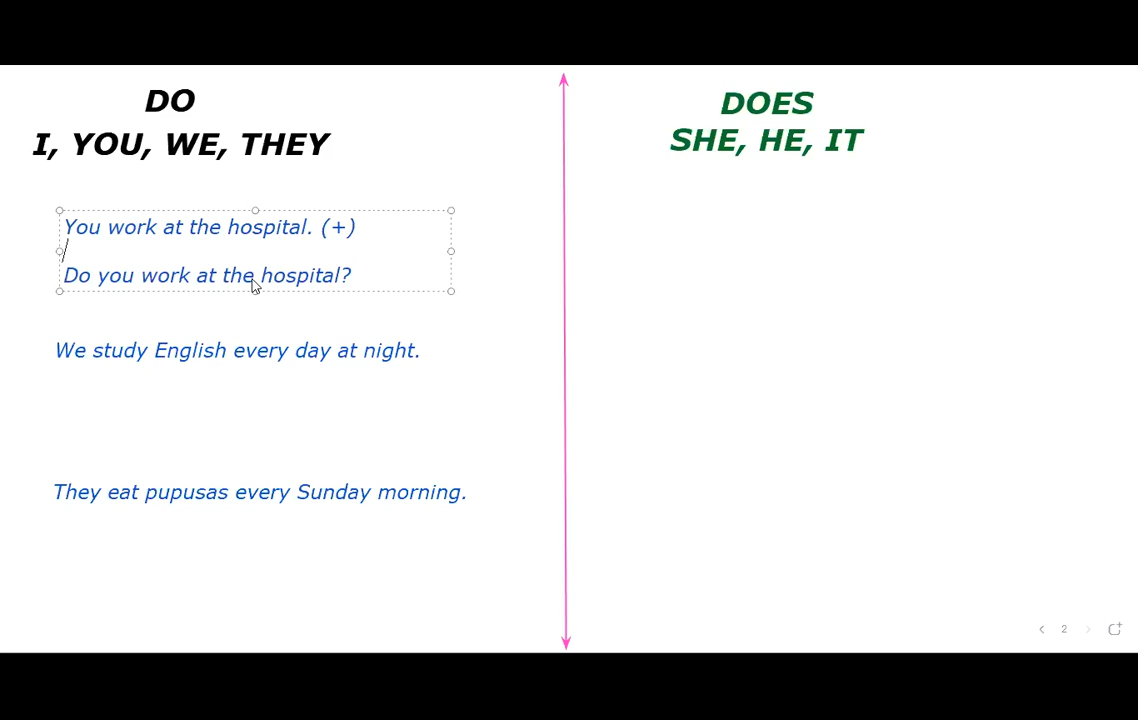 DO
I, YOU, WE, THEY
DOES
SHE, HE, IT
You work at the hospital. (+)
Do you work at the hospital?
We study English every day at night.
They eat pupusas every Sunday morning.
2